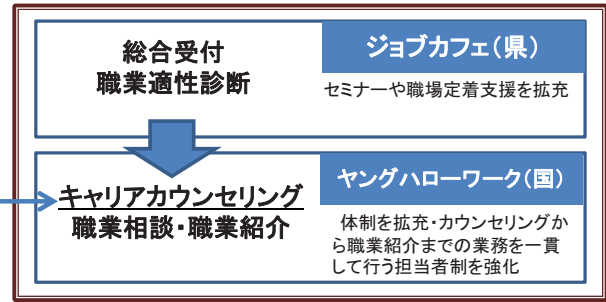 総合受付
職業適性診断
ジョブカフェ(県)
セミナーや職場定着支援を拡充
キャリアカウンセリング
職業相談・職業紹介
ヤングハローワーク(国)
体制を拡充・カウンセリングか
ら職業紹介までの業務を一貫
して行う担当者制を強化